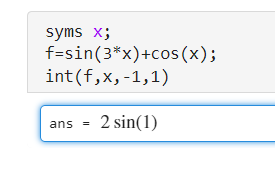 syms x;
f=sin(3*x)+cos(x);
int(f,x,-1,1)
ans = 2 sin(1)